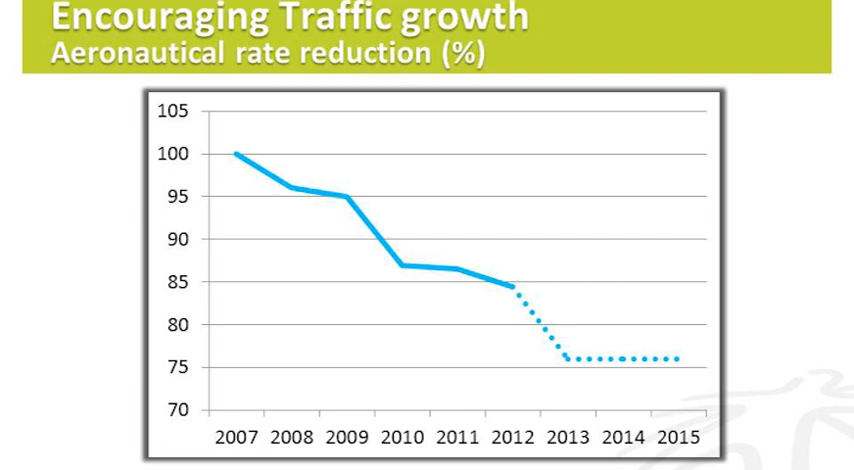 Encouraging Traffic growth
Aeronautical rate reduction (%)
105
100
95
90
85
80
75
70
2007 2008 2009 2010 2011 2012 2013 2014 2015